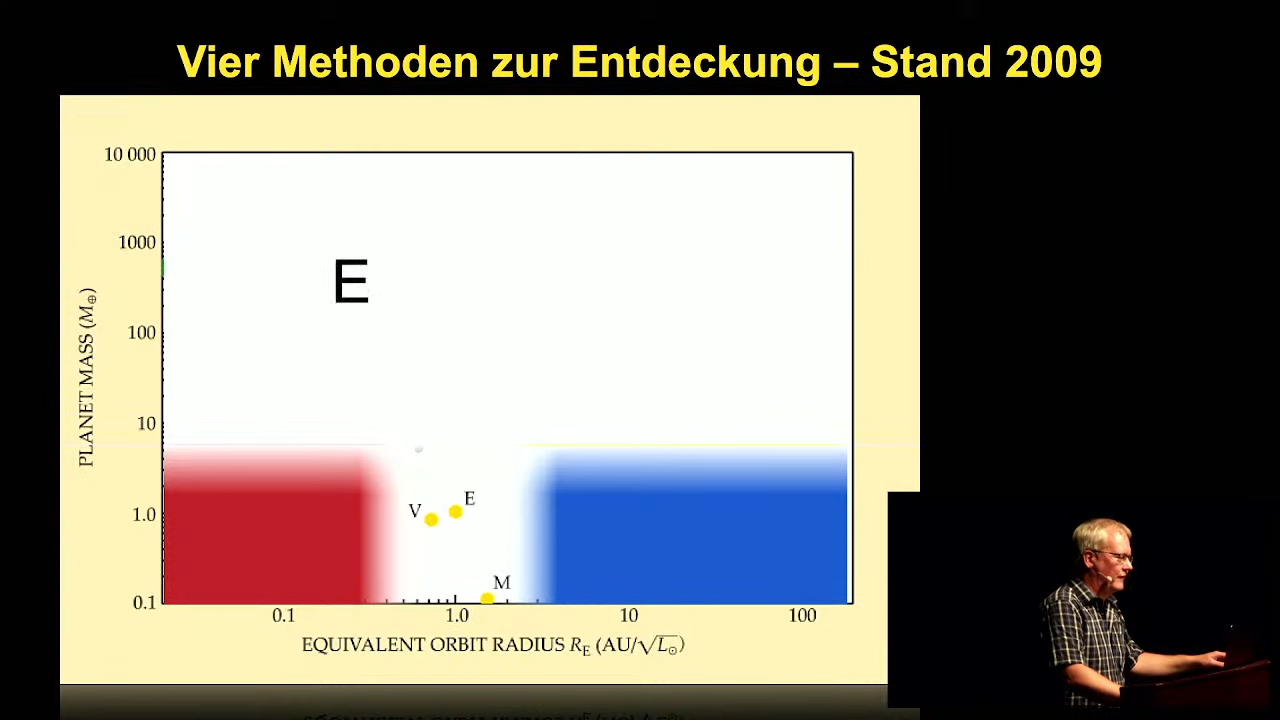 Vier Methoden zur Entdeckung – Stand 2009
10 000
1000
100
10
1.0
0.1
PLANET MASS (M⊕)
E
V
E
M
0.1
1.0
10
100
EQUIVALENT ORBIT RADIUS RE (AU/√L⊙)